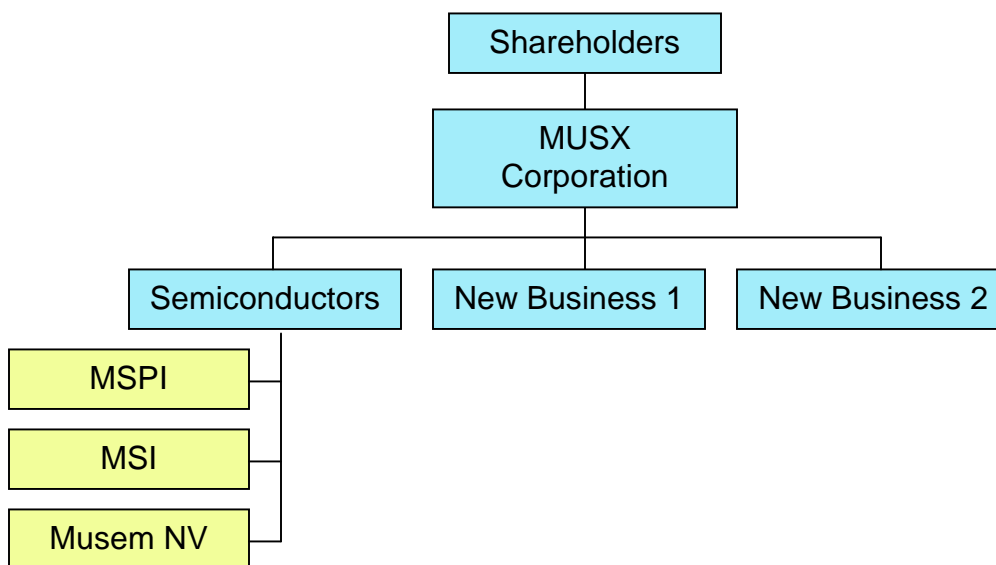 Shareholders
MUSX
Corporation
Semiconductors
New Business 1
New Business 2
MSPI
MSI
Musem NV